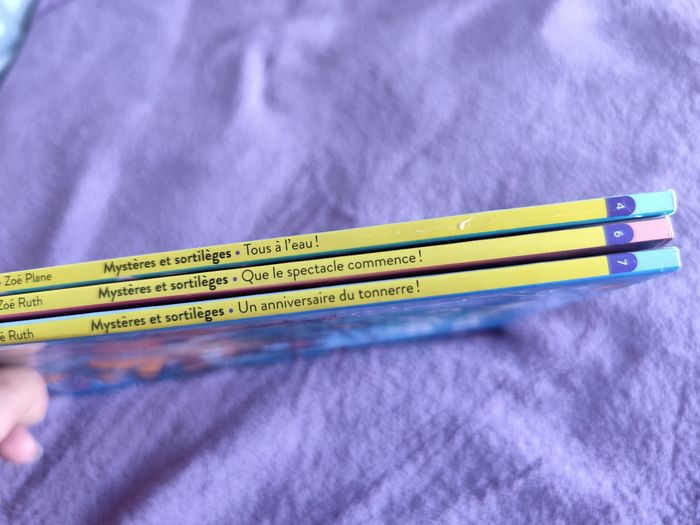 Zoé Plane Mystères et sortilèges • Tous à l'eau ! 4
Zoé Ruth Mystères et sortilèges • Que le spectacle commence ! 6
Ruth Mystères et sortilèges • Un anniversaire du tonnerre ! 7